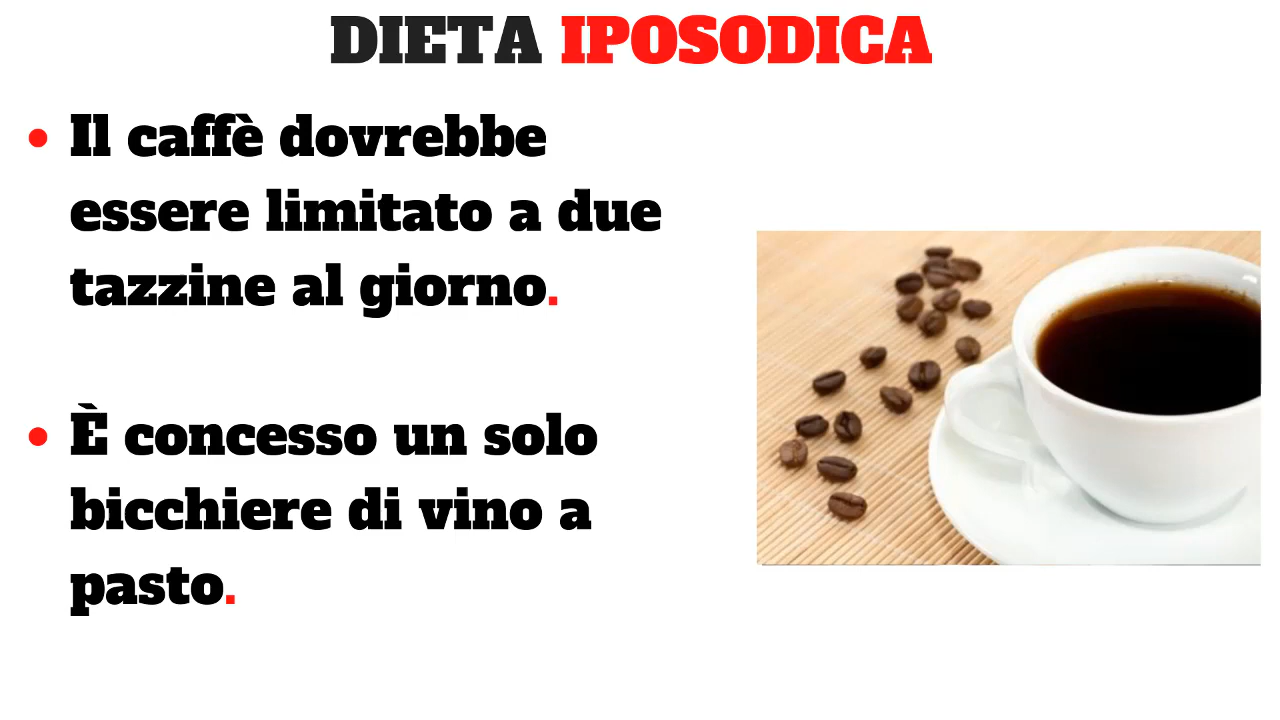 DIETA IPOSODICA
Il caffè dovrebbe
essere limitato a due
tazzine al giorno.
È concesso un solo
bicchiere di vino a
pasto.